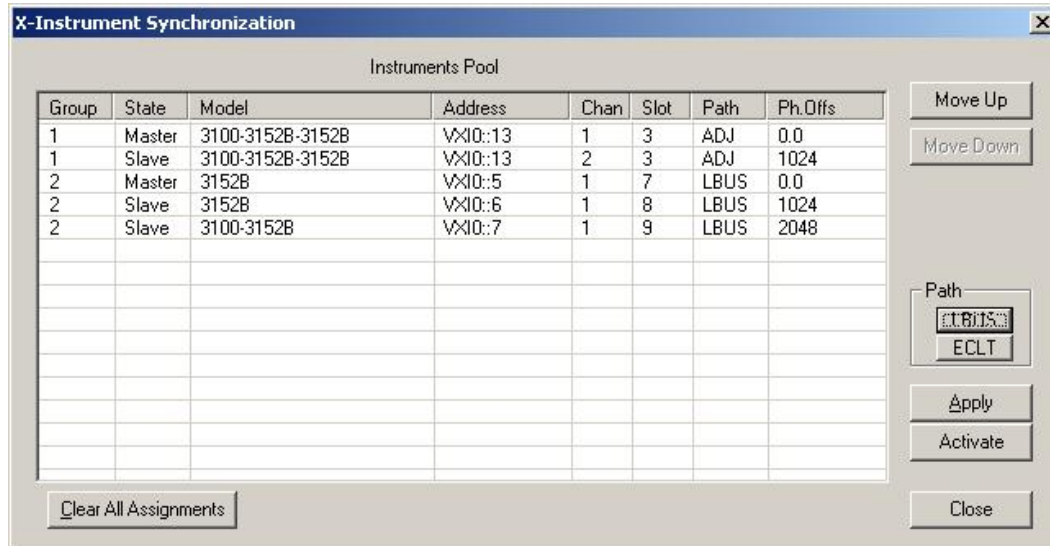 X-Instrument Synchronization
Instruments Pool
Group State Model Address Chan Slot Path Ph.Offs
1 Master 3100-3152B-3152B VXI0::13 1 3 ADJ 0.0
1 Slave 3100-3152B-3152B VXI0::13 2 3 ADJ 1024
2 Master 3152B VXI0::5 1 7 LBUS 0.0
2 Slave 3152B VXI0::6 1 8 LBUS 1024
2 Slave 3100-3152B VXI0::7 1 9 LBUS 2048
Move Up
Move Down
Path
LBUS
ECLT
Apply
Activate
Clear All Assignments
Close